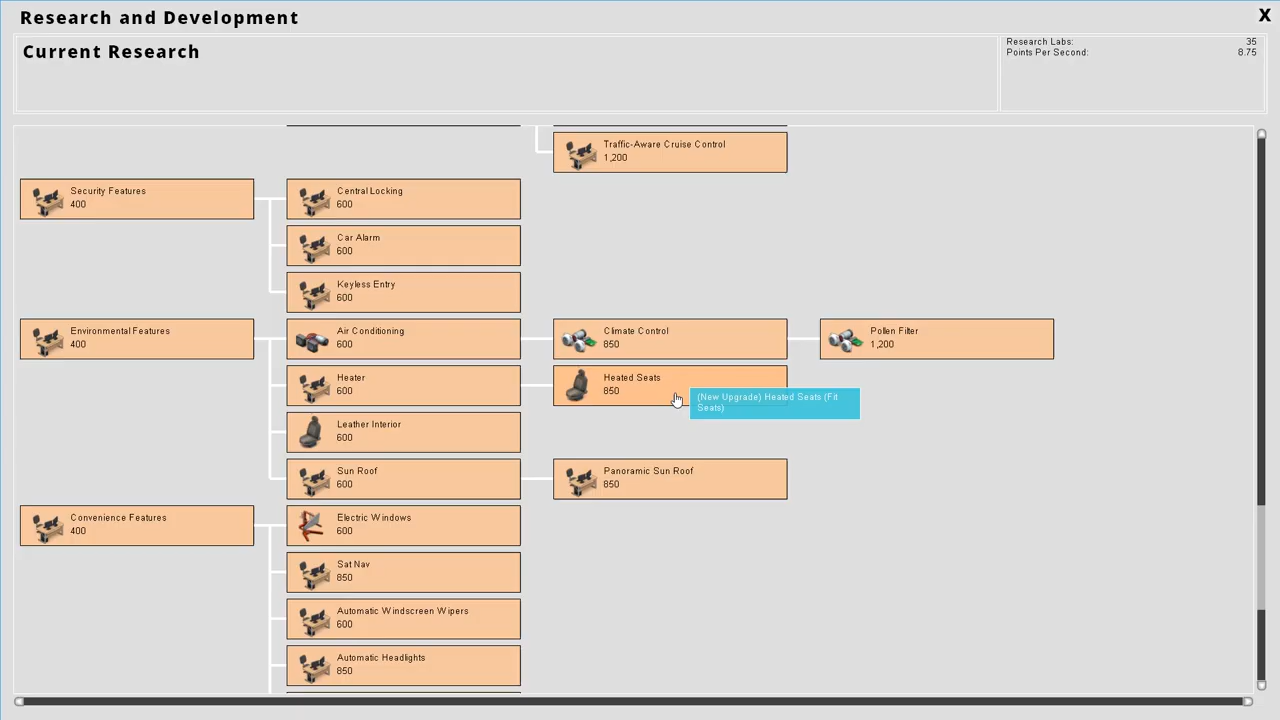 Research and Development
X
Current Research
Research Labs: 35
Points Per Second: 8.75
Traffic-Aware Cruise Control
1,200
Security Features
400
Central Locking
600
Car Alarm
600
Keyless Entry
600
Environmental Features
400
Air Conditioning
600
Climate Control
850
Pollen Filter
1,200
Heater
600
Heated Seats
850
(New Upgrade) Heated Seats (Fit
Seats)
Leather Interior
600
Sun Roof
600
Panoramic Sun Roof
850
Convenience Features
400
Electric Windows
600
Sat Nav
850
Automatic Windscreen Wipers
600
Automatic Headlights
850